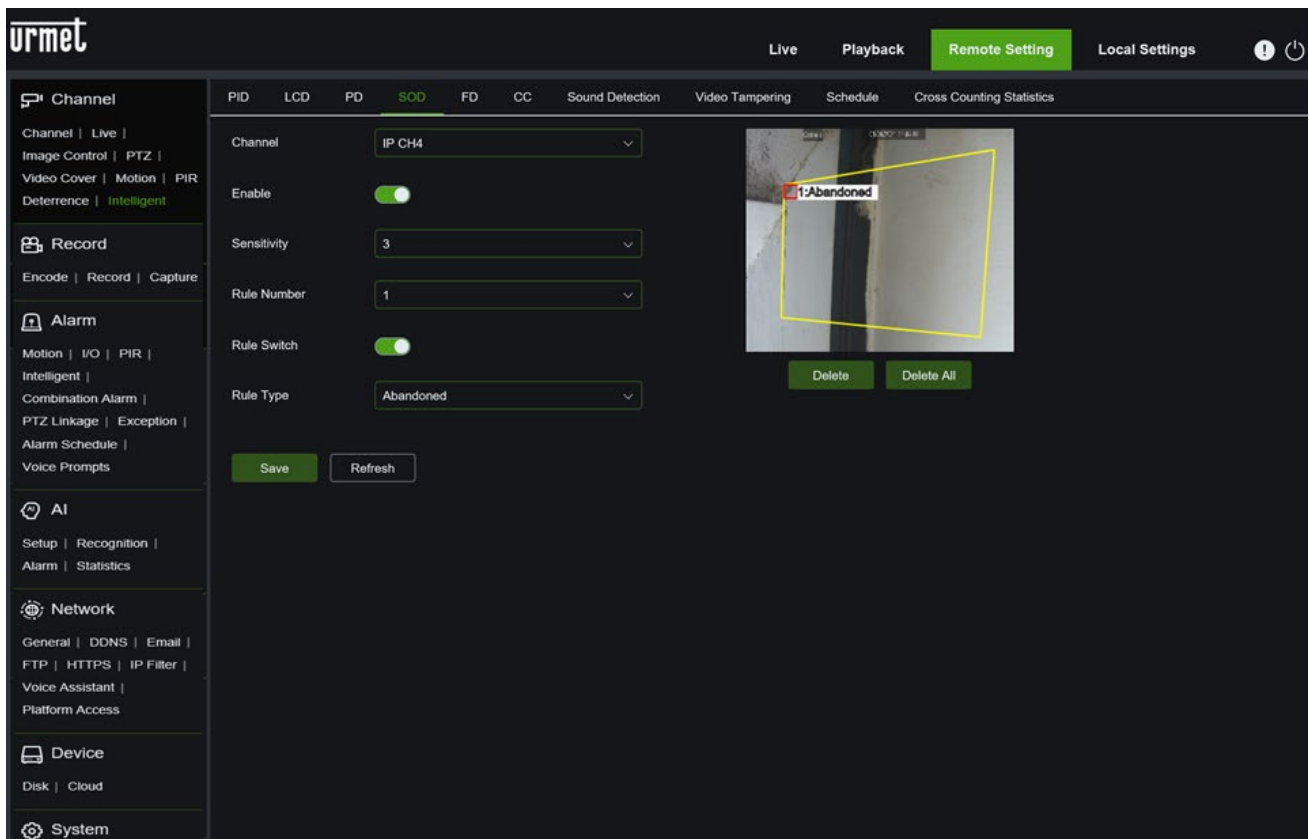 urmet
Live Playback Remote Setting Local Settings
Channel
Channel | Live |
Image Control | PTZ |
Video Cover | Motion | PIR
Deterrence | Intelligent
Record
Encode | Record | Capture
Alarm
Motion | I/O | PIR |
Intelligent |
Combination Alarm |
PTZ Linkage | Exception |
Alarm Schedule |
Voice Prompts
AI
Setup | Recognition |
Alarm | Statistics
Network
General | DDNS | Email |
FTP | HTTPS | IP Filter |
Voice Assistant |
Platform Access
Device
Disk | Cloud
System
PID LCD PD SOD FD CC Sound Detection Video Tampering Schedule Cross Counting Statistics
Channel IP CH4
Enable
Sensitivity 3
Rule Number 1
Rule Switch
Rule Type Abandoned
Save Refresh
1:Abandoned
Delete Delete All